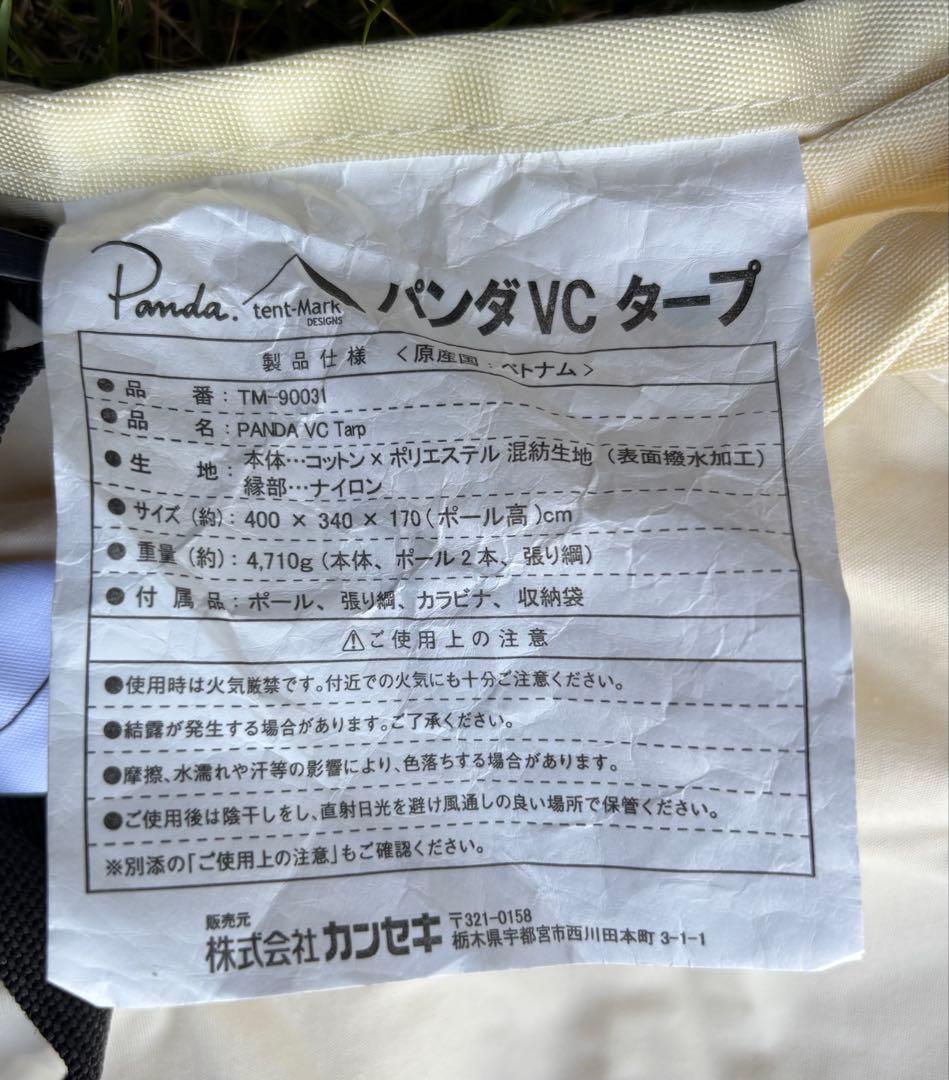 Panda. tent-Mark DESIGNS パンダVC タープ
製品仕様 〈原産国：ベトナム〉
●品番：TM-90031
●品名：PANDA VC Tarp
●生地：本体…コットン×ポリエステル 混紡生地（表面撥水加工）
縁部…ナイロン
●サイズ（約）：400 × 340 × 170（ポール高）cm
●重量（約）：4,710g（本体、ポール2本、張り綱）
●付属品：ポール、張り綱、カラビナ、収納袋
⚠ご使用上の注意
●使用時は火気厳禁です。付近での火気にも十分ご注意ください。
●結露が発生する場合があります。ご了承ください。
●摩擦、水濡れや汗等の影響により、色落ちする場合があります。
●ご使用後は陰干しをし、直射日光を避け風通しの良い場所で保管ください。
※別添の「ご使用上の注意」もご確認ください。
販売元
株式会社カンセキ 〒321-0158
栃木県宇都宮市西川田本町 3-1-1